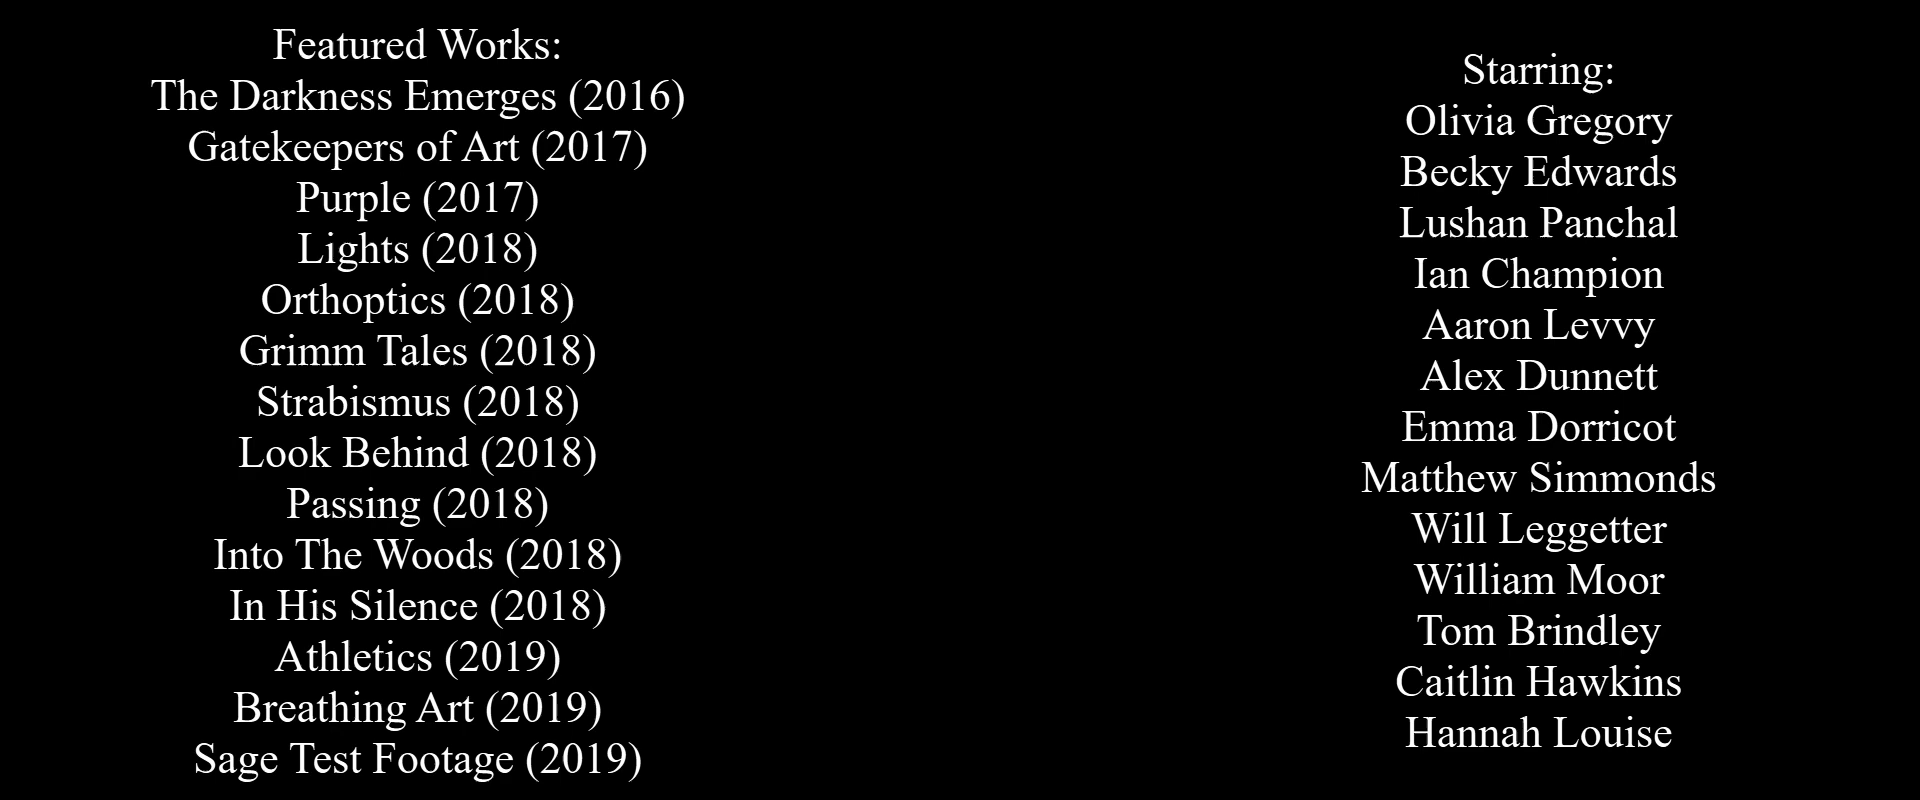 Featured Works:
The Darkness Emerges (2016)
Gatekeepers of Art (2017)
Purple (2017)
Lights (2018)
Orthoptics (2018)
Grimm Tales (2018)
Strabismus (2018)
Look Behind (2018)
Passing (2018)
Into The Woods (2018)
In His Silence (2018)
Athletics (2019)
Breathing Art (2019)
Sage Test Footage (2019)
Starring:
Olivia Gregory
Becky Edwards
Lushan Panchal
Ian Champion
Aaron Levvy
Alex Dunnett
Emma Dorricot
Matthew Simmonds
Will Leggetter
William Moor
Tom Brindley
Caitlin Hawkins
Hannah Louise